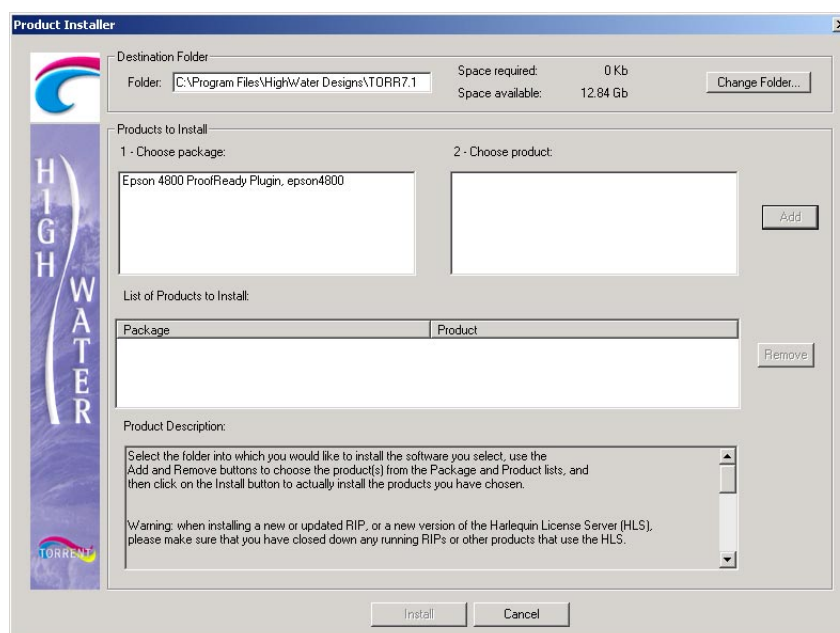 Product Installer
Destination Folder
Folder: C:\Program Files\HighWater Designs\TORR7.1
Space required: 0 Kb
Space available: 12.84 Gb
Change Folder...
Products to Install
1 - Choose package:
2 - Choose product:
Epson 4800 ProofReady Plugin, epson4800
Add
List of Products to Install:
Package Product
Remove
Product Description:
Select the folder into which you would like to install the software you select, use the
Add and Remove buttons to choose the product(s) from the Package and Product lists, and
then click on the Install button to actually install the products you have chosen.
Warning: when installing a new or updated RIP, or a new version of the Harlequin License Server (HLS),
please make sure that you have closed down any running RIPs or other products that use the HLS.
Install
Cancel
HIGH
WATER
TORRENT